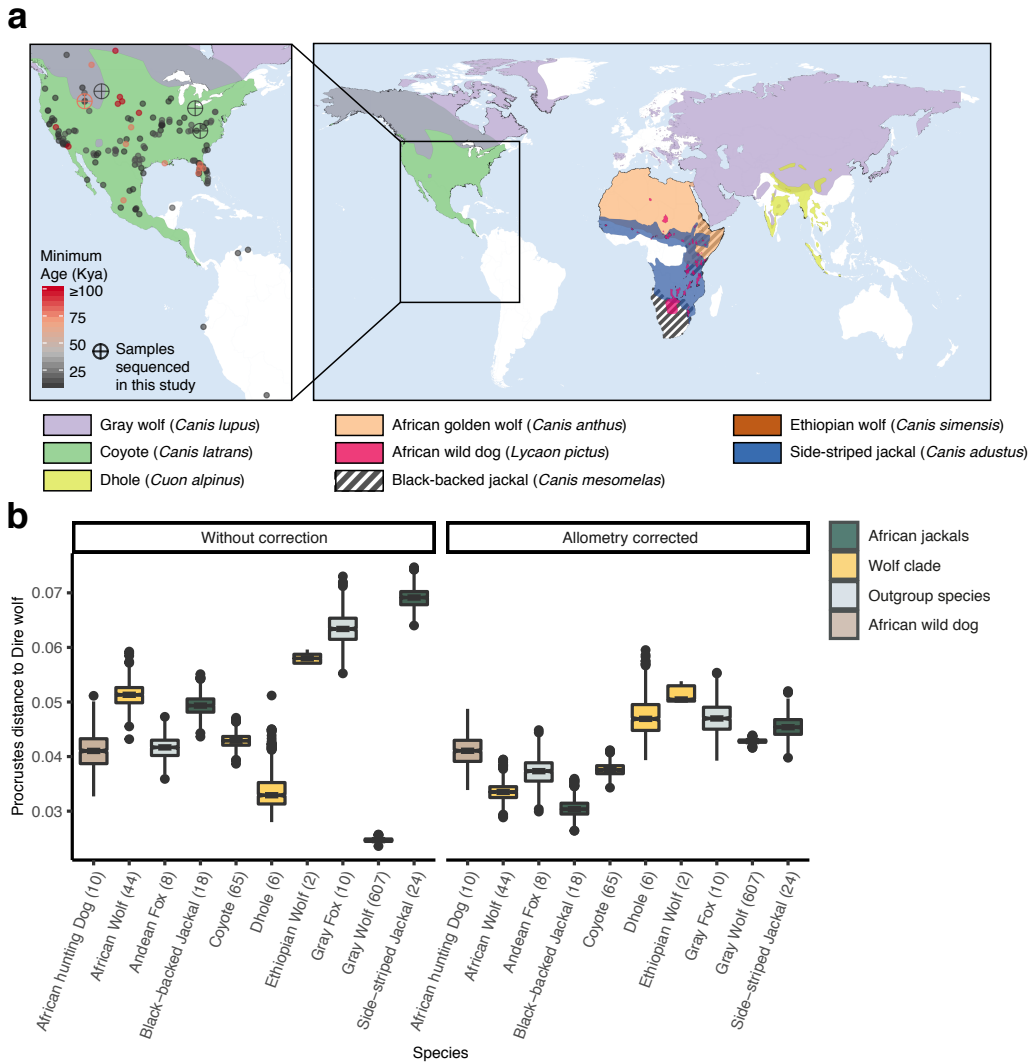 a
Minimum
Age (Kya)
≥100
75
50
25
Samples
sequenced
in this study
Gray wolf (Canis lupus)
African golden wolf (Canis anthus)
Ethiopian wolf (Canis simensis)
Coyote (Canis latrans)
African wild dog (Lycaon pictus)
Side-striped jackal (Canis adustus)
Dhole (Cuon alpinus)
Black-backed jackal (Canis mesomelas)
b
Without correction
Allometry corrected
African jackals
Wolf clade
Outgroup species
African wild dog
Procrustes distance to Dire wolf
0.07
0.06
0.05
0.04
0.03
African hunting Dog (10)
African Wolf (44)
Andean Fox (8)
Black−backed Jackal (18)
Coyote (65)
Dhole (6)
Ethiopian Wolf (2)
Gray Fox (10)
Gray Wolf (607)
Side−striped Jackal (24)
African hunting Dog (10)
African Wolf (44)
Andean Fox (8)
Black−backed Jackal (18)
Coyote (65)
Dhole (6)
Ethiopian Wolf (2)
Gray Fox (10)
Gray Wolf (607)
Side−striped Jackal (24)
Species